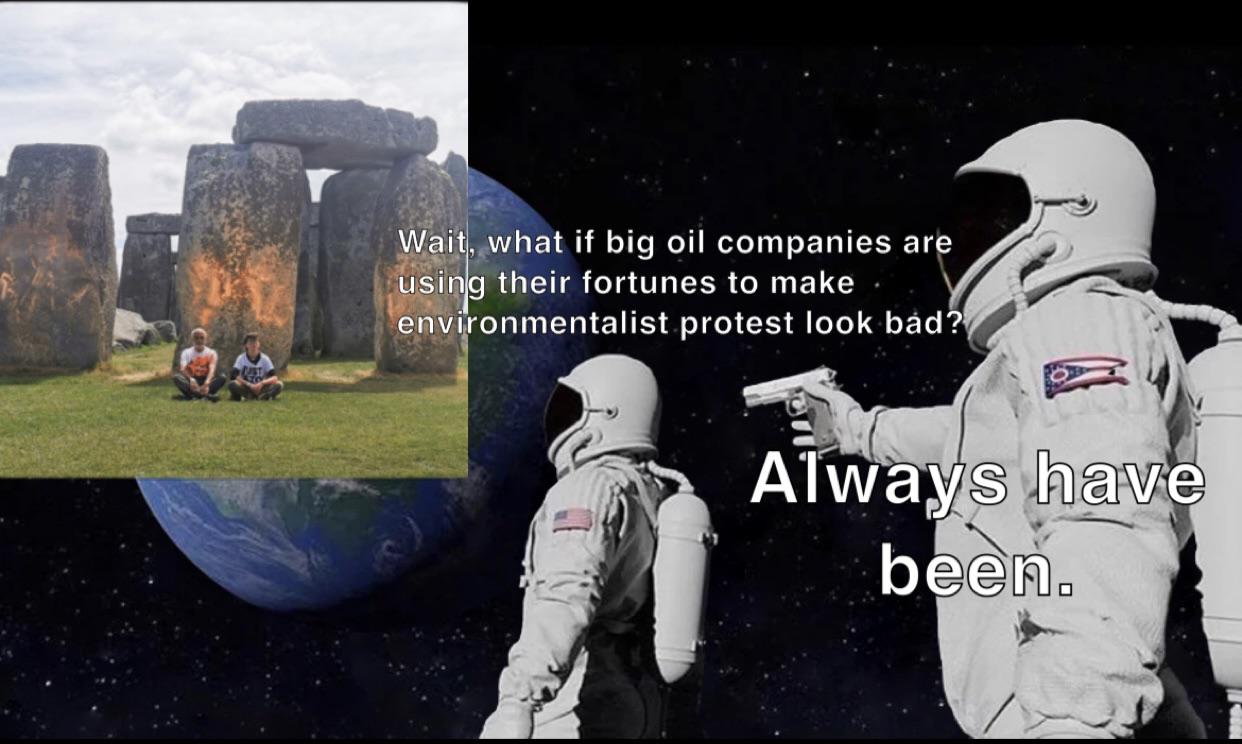 Wait, what if big oil companies are
using their fortunes to make
environmentalist protest look bad?
JUST
Always have
been.